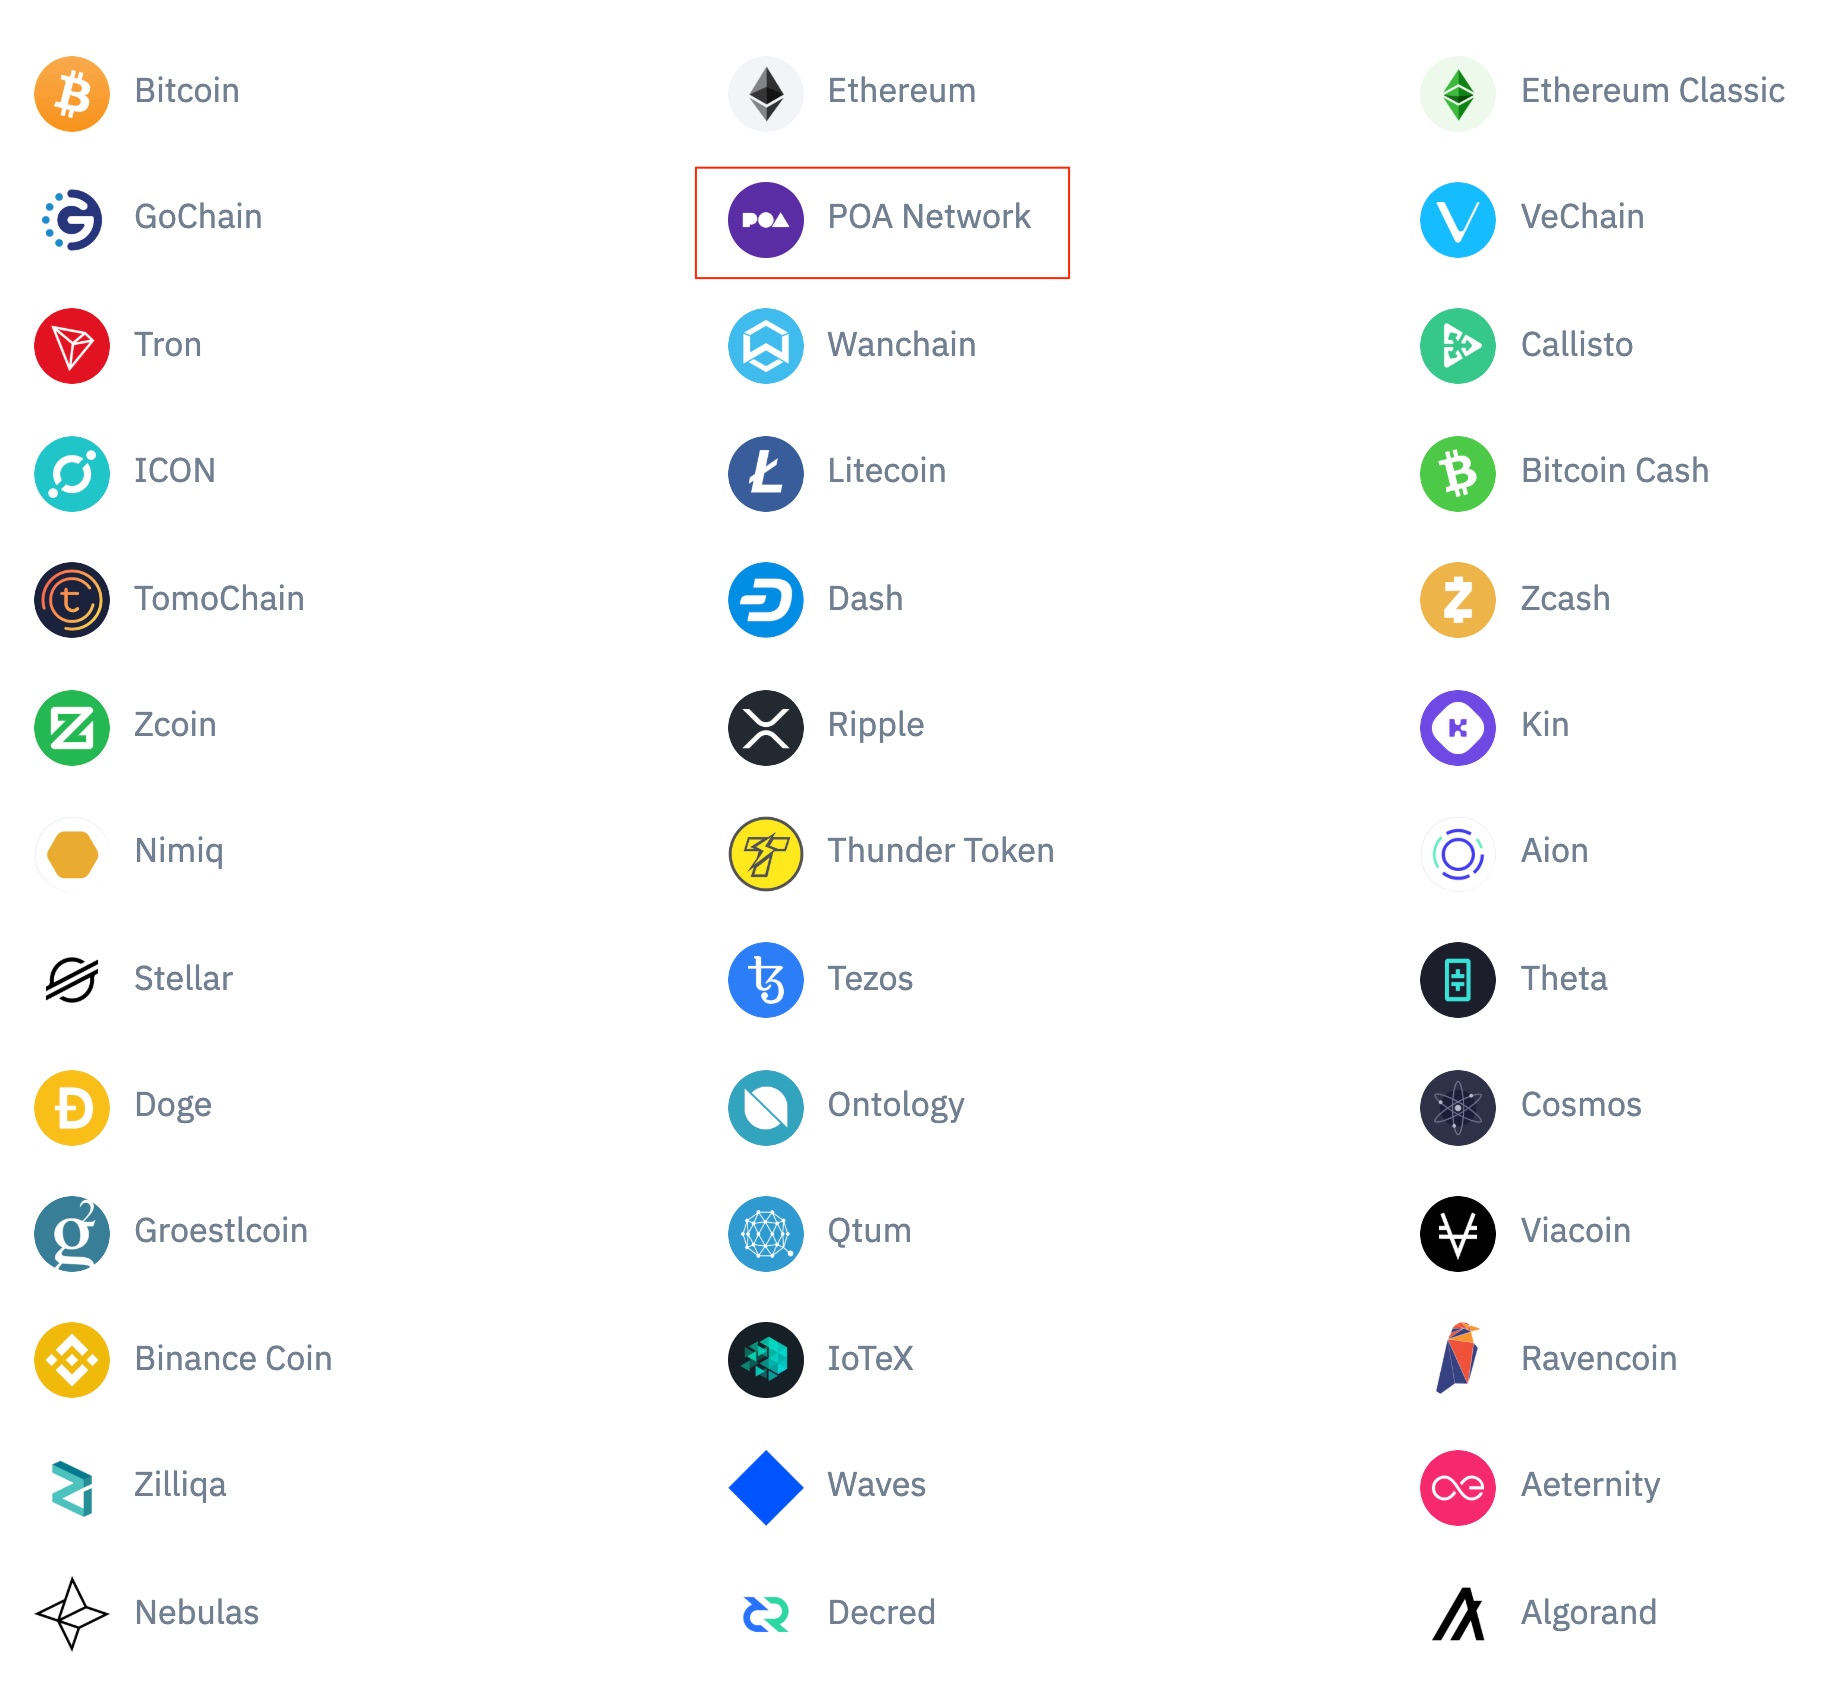 Bitcoin
Ethereum
Ethereum Classic
GoChain
POA
POA Network
VeChain
Tron
Wanchain
Callisto
ICON
Litecoin
Bitcoin Cash
TomoChain
Dash
Zcash
Zcoin
Ripple
Kin
Nimiq
Thunder Token
Aion
Stellar
Tezos
Theta
Doge
Ontology
Cosmos
Groestlcoin
Qtum
Viacoin
Binance Coin
IoTeX
Ravencoin
Zilliqa
Waves
Aeternity
Nebulas
Decred
Algorand